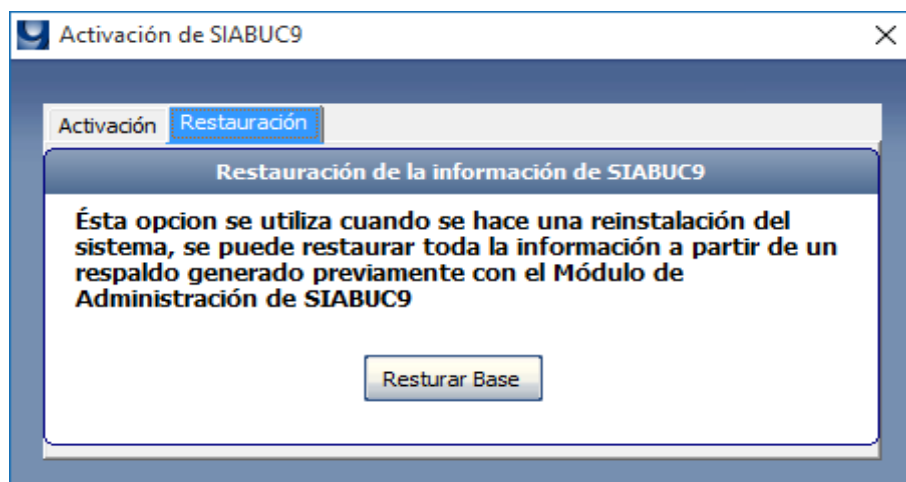 Activación de SIABUC9
Activación Restauración
Restauración de la información de SIABUC9
Ésta opcion se utiliza cuando se hace una reinstalación del
sistema, se puede restaurar toda la información a partir de un
respaldo generado previamente con el Módulo de
Administración de SIABUC9
Resturar Base